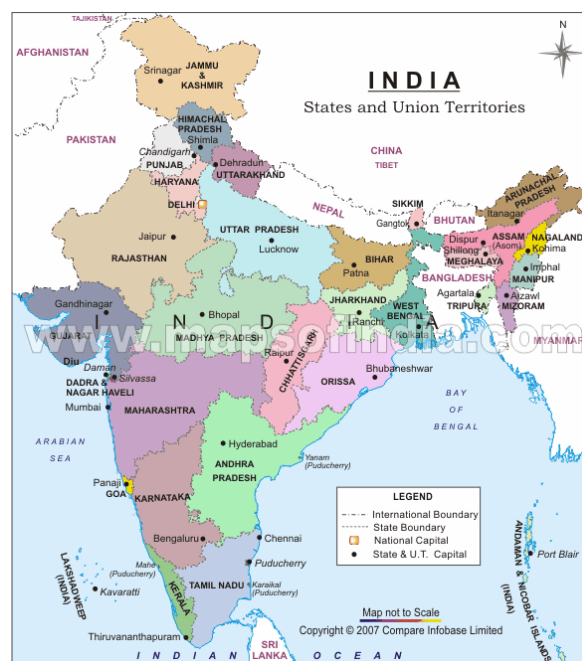 TAJIKISTAN
N
AFGHANISTAN
JAMMU
&
KASHMIR
Srinagar
INDIA
States and Union Territories
HIMACHAL
PRADESH
Shimla
PAKISTAN
Chandigarh
PUNJAB
Dehradun
UTTARAKHAND
CHINA
TIBET
HARYANA
DELHI
NEPAL
SIKKIM
Gangtok
BHUTAN
ARUNACHAL
PRADESH
Itanagar
UTTAR PRADESH
Lucknow
Jaipur
RAJASTHAN
BIHAR
Patna
Dispur
ASSAM
(Asom)
NAGALAND
Kohima
Shillong
MEGHALAYA
Imphal
MANIPUR
BANGLADESH
Agartala
TRIPURA
Aizawl
MIZORAM
Gandhinagar
I N D I A
GUJARAT
Bhopal
MADHYA PRADESH
JHARKHAND
Ranchi
WEST
BENGAL
Kolkata
www.mapsofindia.com
MYANMAR
Diu
Daman
Silvassa
DADRA &
NAGAR HAVELI
Raipur
CHHATTISGARH
Bhubaneshwar
ORISSA
Mumbai
MAHARASHTRA
BAY
OF
BENGAL
ARABIAN
SEA
Hyderabad
ANDHRA
PRADESH
Yanam
(Puducherry)
Panaji
GOA
KARNATAKA
LEGEND
International Boundary
State Boundary
National Capital
State & U.T. Capital
Bengaluru
Chennai
Mahe
(Puducherry)
Puducherry
TAMIL NADU
Karaikal
(Puducherry)
KERALA
LAKSHADWEEP
(INDIA)
Kavaratti
ANDAMAN & NICOBAR ISLANDS
(INDIA)
Port Blair
Thiruvananthapuram
Map not to Scale
Copyright © 2007 Compare Infobase Limited
SRI
LANKA
INDIAN OCEAN